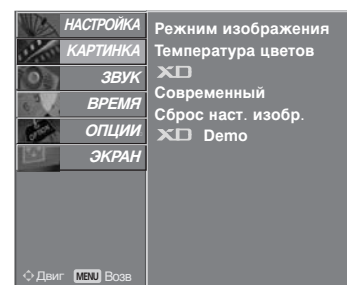 НАСТРОЙКА
КАРТИНКА
ЗВУК
ВРЕМЯ
ОПЦИИ
ЭКРАН
Режним изображения
Температура цветов
XD
Современный
Сброс наст. изобр.
XD Demo
Двиг MENU Возв